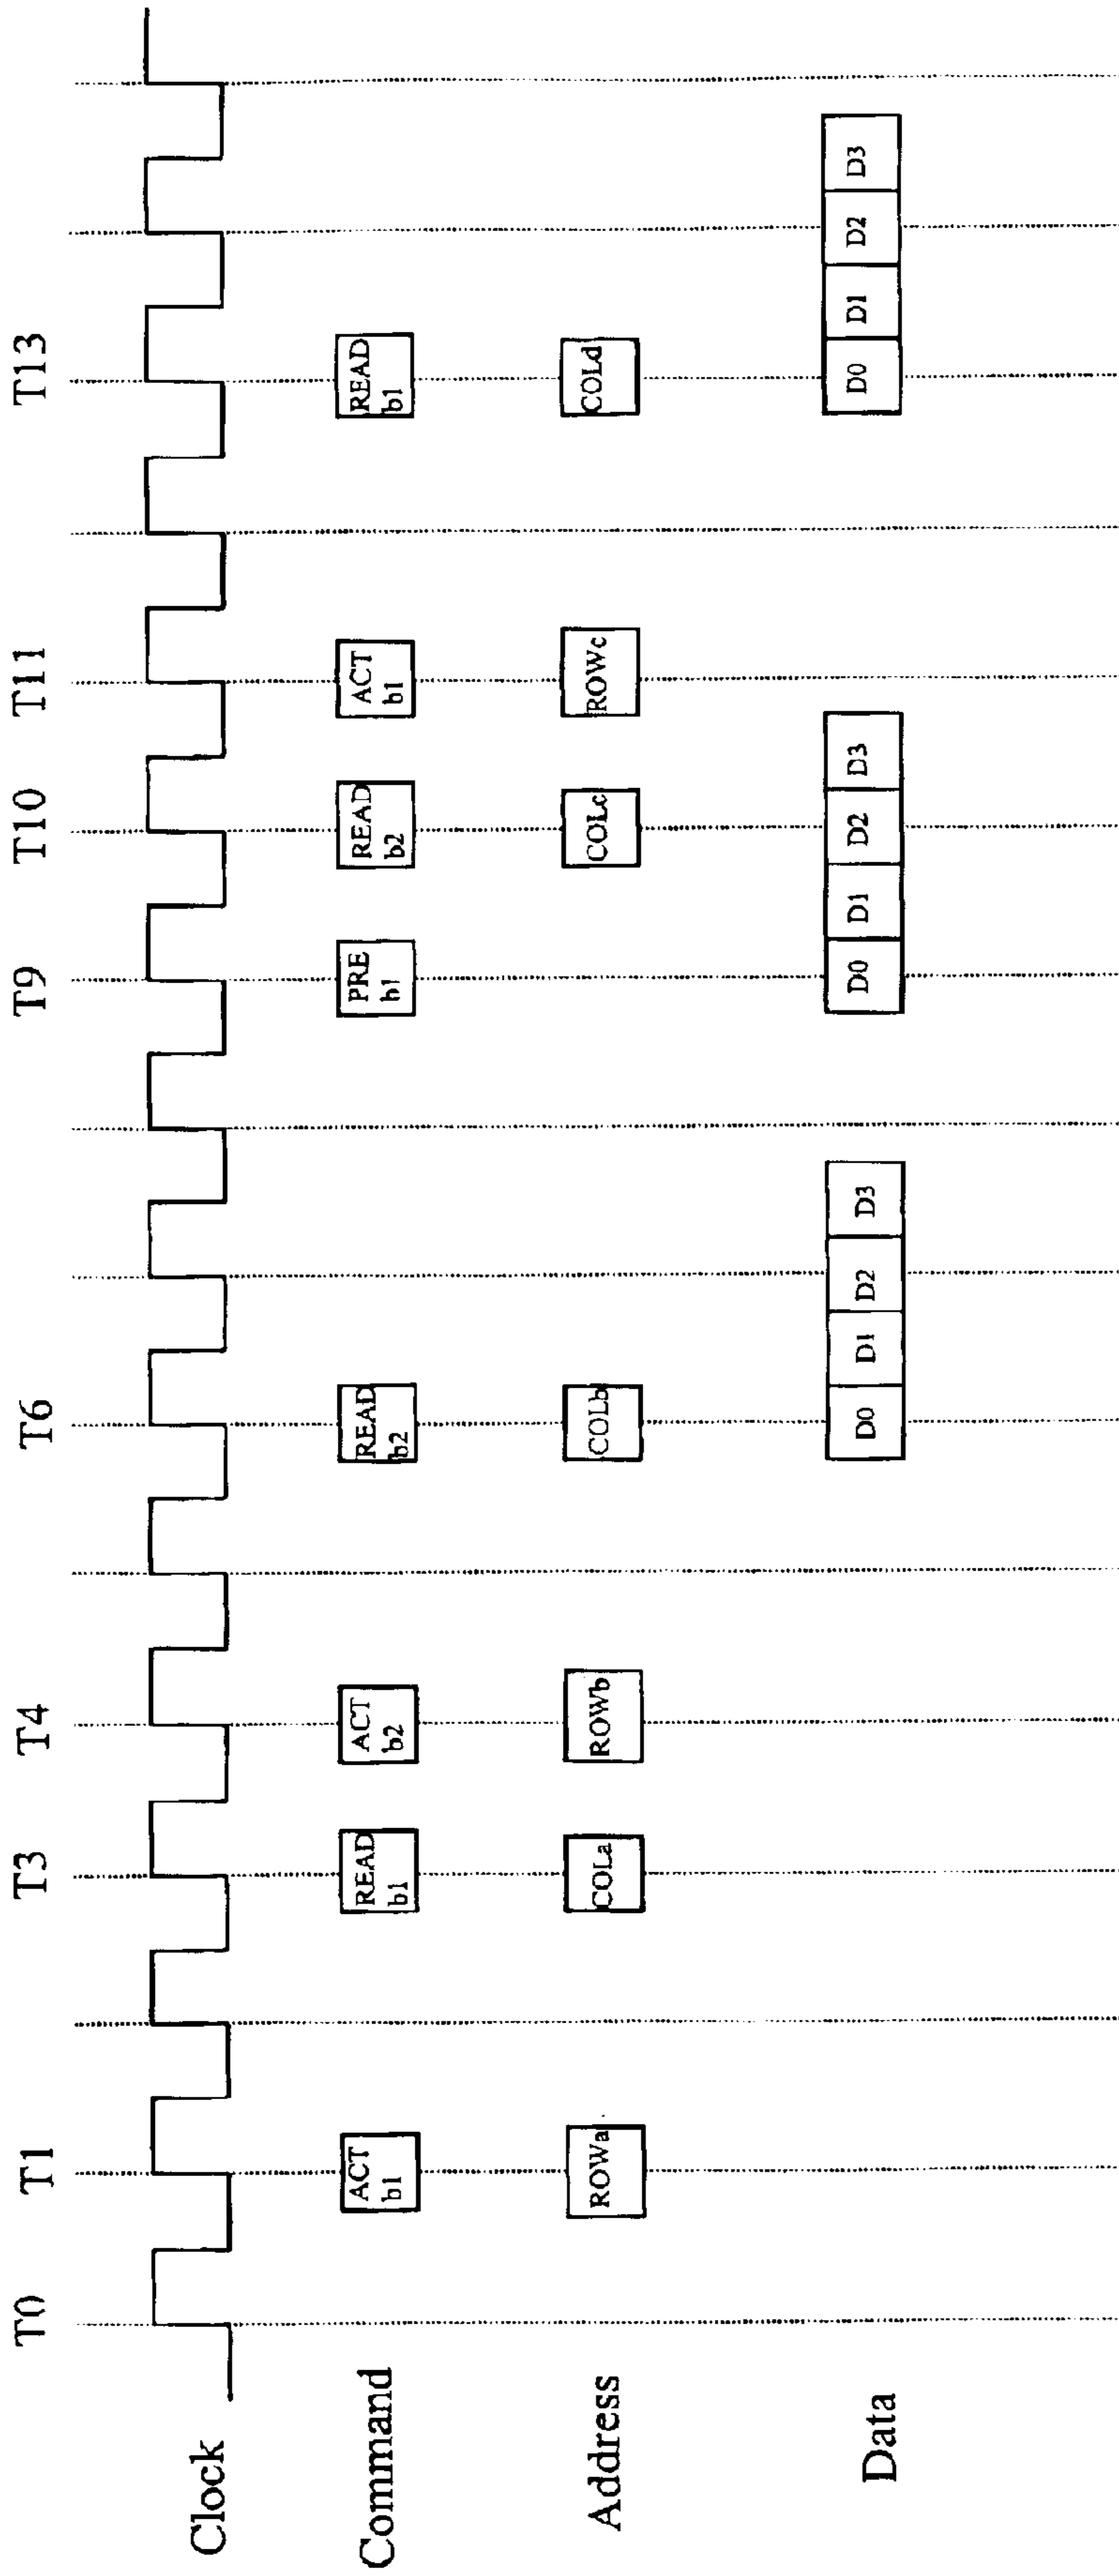 T0 T1 T3 T4 T6 T9 T10 T11 T13
Clock
Command
ACT
b1
READ
b1
ACT
b2
READ
b2
PRE
b1
READ
b2
ACT
b1
READ
b1
Address
ROWa
COLa
ROWb
COLb
COLc
ROWc
COLd
Data
D0 D1 D2 D3
D0 D1 D2 D3
D0 D1 D2 D3